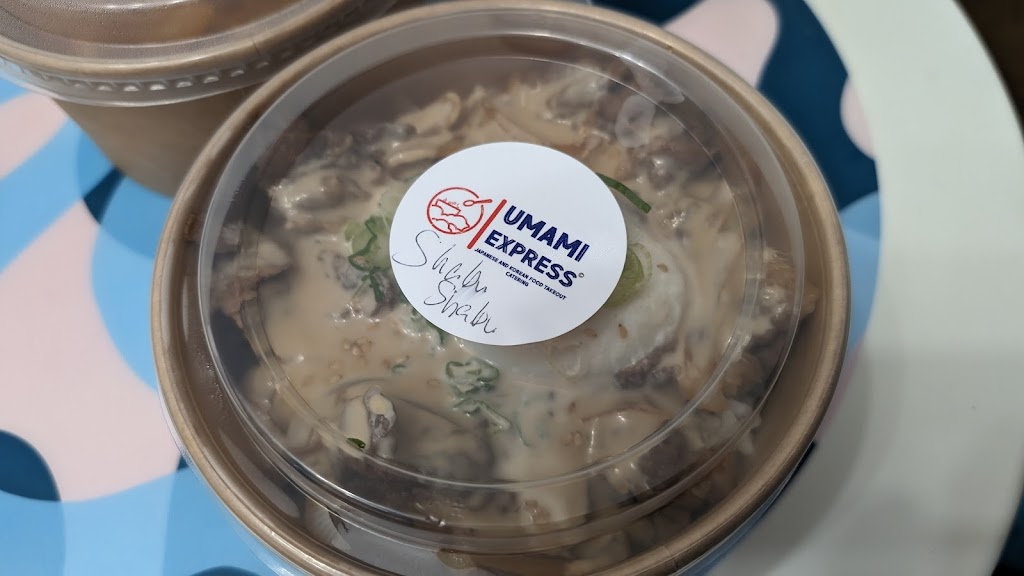 UMAMI
EXPRESS©
JAPANESE AND KOREAN FOOD TAKEOUT
CATERING
Shabu
Shabu